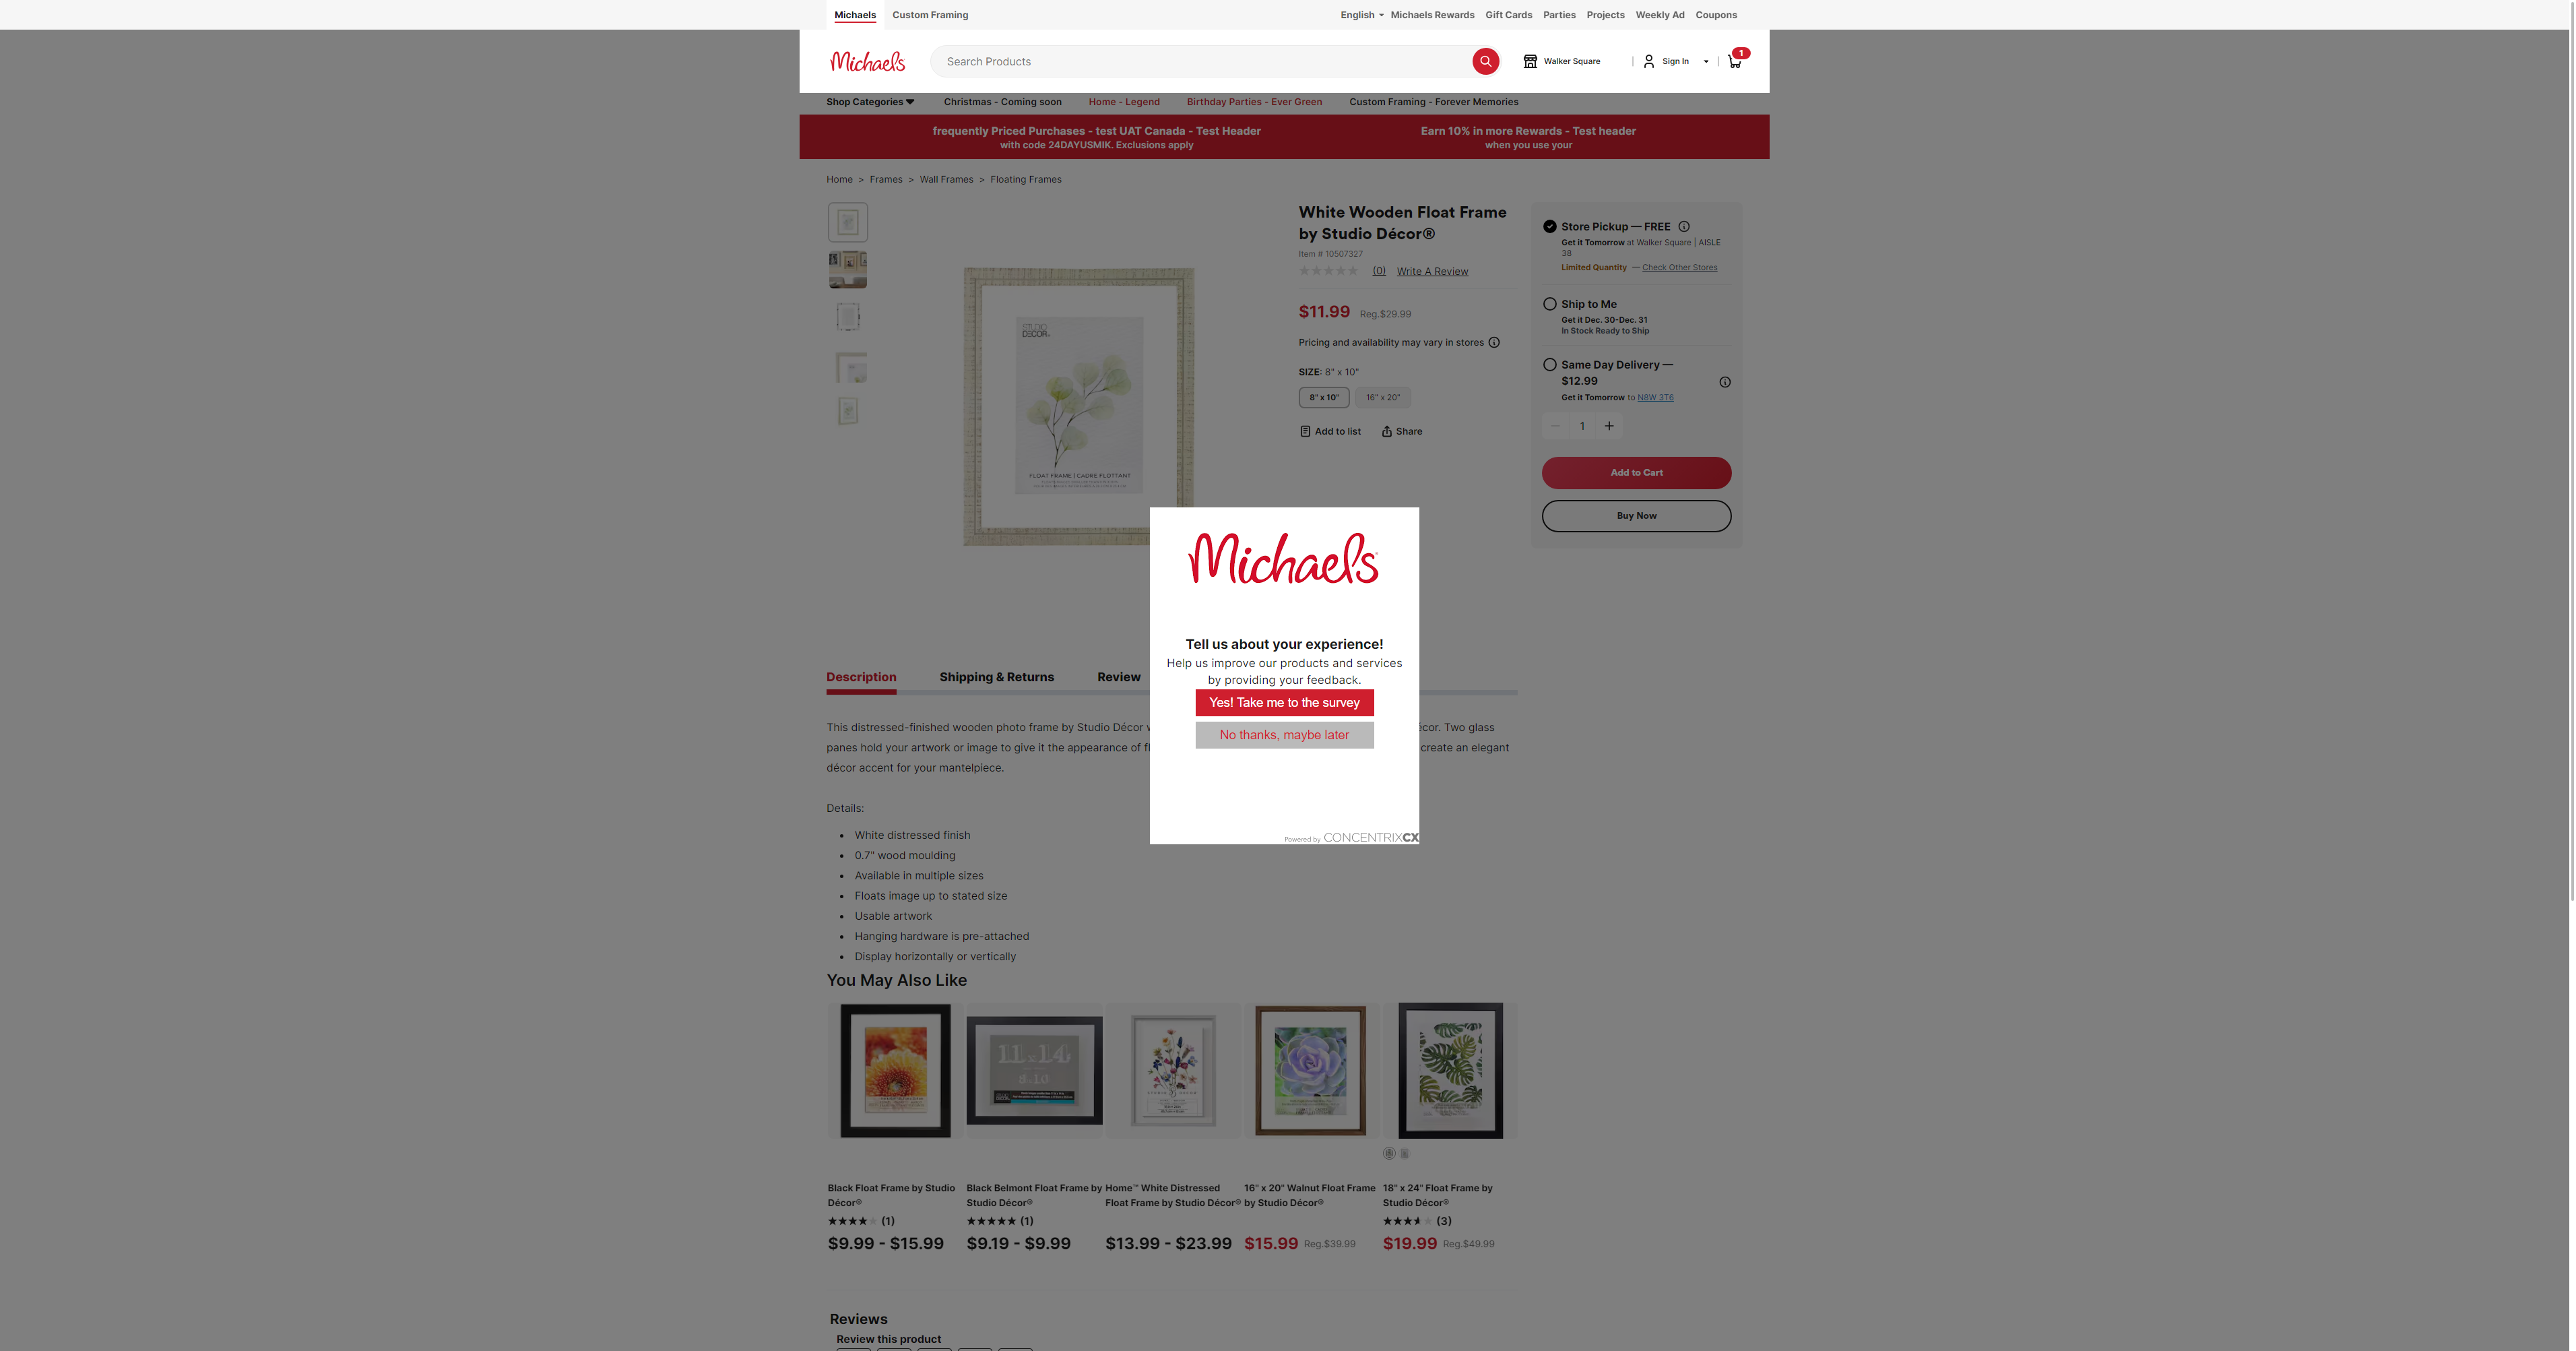 Michaels
Custom Framing
English
Michaels Rewards
Gift Cards
Parties
Projects
Weekly Ad
Coupons
Michaels
Search Products
Walker Square
Sign In
1
Shop Categories
Christmas - Coming soon
Home - Legend
Birthday Parties - Ever Green
Custom Framing - Forever Memories
frequently Priced Purchases - test UAT Canada - Test Header
with code 24DAYUSMIK. Exclusions apply
Earn 10% in more Rewards - Test header
when you use your
Home > Frames > Wall Frames > Floating Frames
STUDIO
DECOR
FLOAT FRAME | CADRE FLOTTANT
White Wooden Float Frame
by Studio Décor®
Item # 10507327
(0) Write A Review
$11.99 Reg.$29.99
Pricing and availability may vary in stores
SIZE: 8" x 10"
8" x 10"
16" x 20"
Add to list
Share
Store Pickup — FREE
Get it Tomorrow at Walker Square | AISLE
38
Limited Quantity — Check Other Stores
Ship to Me
Get it Dec. 30-Dec. 31
In Stock Ready to Ship
Same Day Delivery —
$12.99
Get it Tomorrow to N8W 3T6
1
Add to Cart
Buy Now
Michaels
Tell us about your experience!
Help us improve our products and services
by providing your feedback.
Yes! Take me to the survey
No thanks, maybe later
Powered by CONCENTRIXCX
Description
Shipping & Returns
Review
This distressed-finished wooden photo frame by Studio Décor
écor. Two glass
panes hold your artwork or image to give it the appearance of fl
create an elegant
décor accent for your mantelpiece.
Details:
• White distressed finish
• 0.7" wood moulding
• Available in multiple sizes
• Floats image up to stated size
• Usable artwork
• Hanging hardware is pre-attached
• Display horizontally or vertically
You May Also Like
11x14
8x10
Black Float Frame by Studio
Décor®
(1)
$9.99 - $15.99
Black Belmont Float Frame by
Studio Décor®
(1)
$9.19 - $9.99
Home™ White Distressed
Float Frame by Studio Décor®
$13.99 - $23.99
16" x 20" Walnut Float Frame
by Studio Décor®
$15.99 Reg.$39.99
18" x 24" Float Frame by
Studio Décor®
(3)
$19.99 Reg.$49.99
Reviews
Review this product